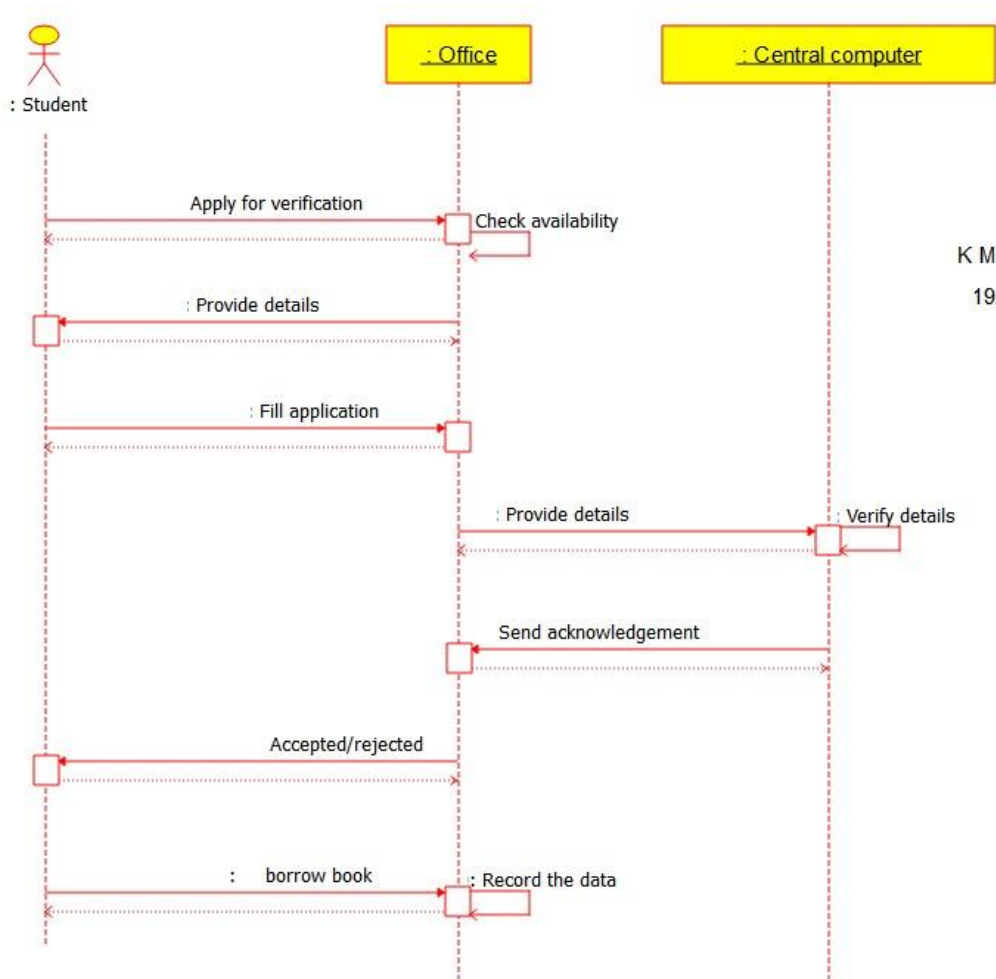 : Office
: Central computer
: Student
Apply for verification
Check availability
K M
19
: Provide details
: Fill application
: Provide details
: Verify details
Send acknowledgement
Accepted/rejected
: borrow book
: Record the data